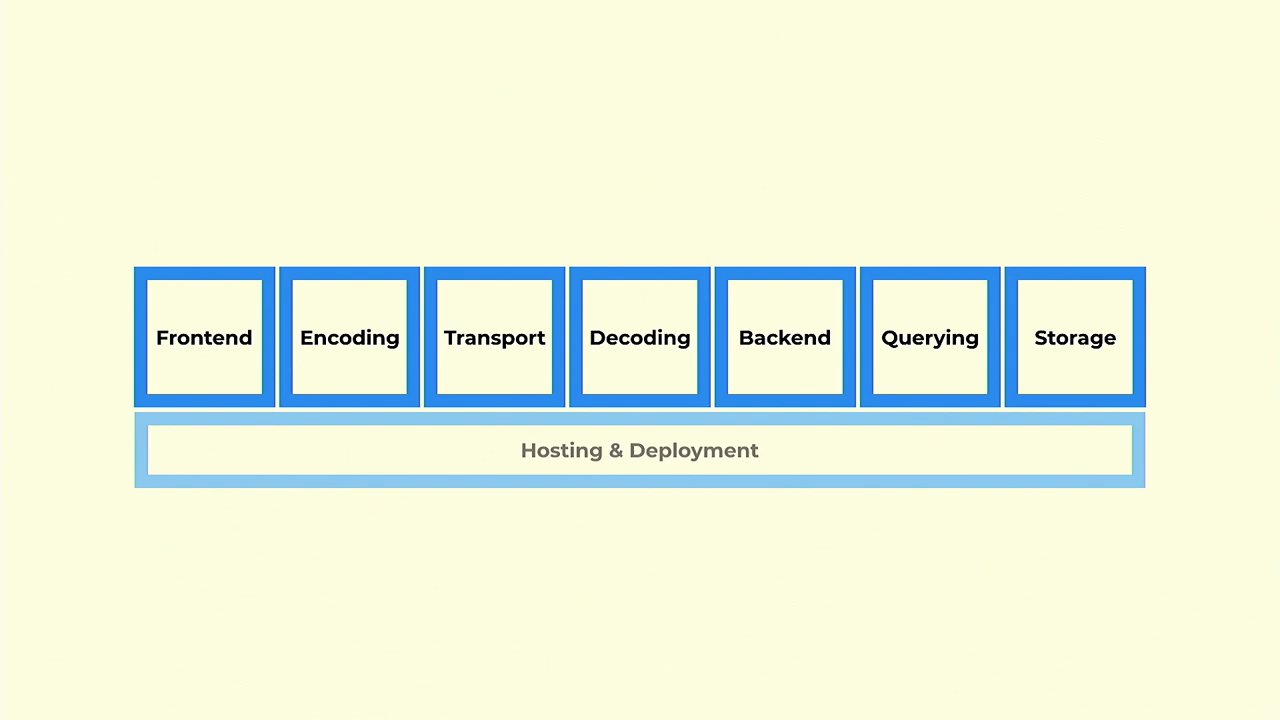 Frontend
Encoding
Transport
Decoding
Backend
Querying
Storage
Hosting & Deployment